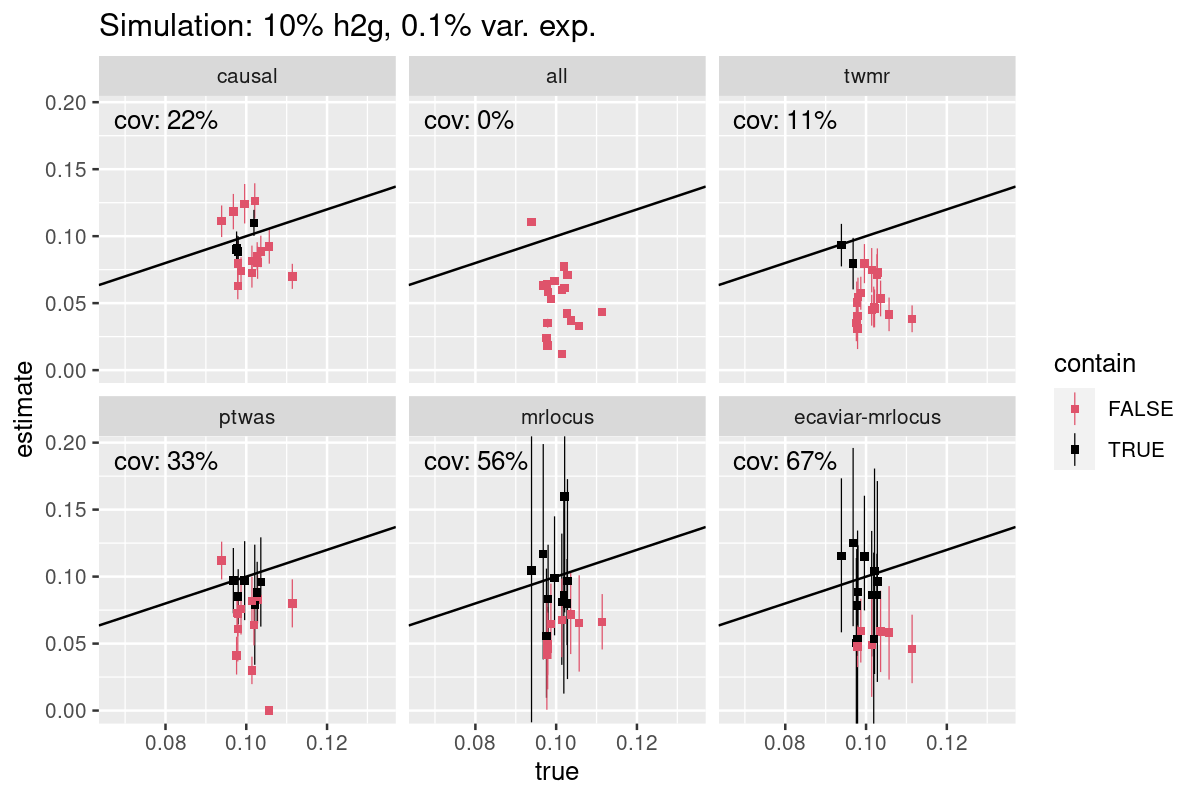 Simulation: 10% h2g, 0.1% var. exp.
causal
all
twmr
cov: 22%
cov: 0%
cov: 11%
0.20
0.15
0.10
0.05
0.00
ptwas
mrlocus
ecaviar-mrlocus
cov: 33%
cov: 56%
cov: 67%
0.20
0.15
0.10
0.05
0.00
0.08 0.10 0.12
0.08 0.10 0.12
0.08 0.10 0.12
true
estimate
contain
FALSE
TRUE